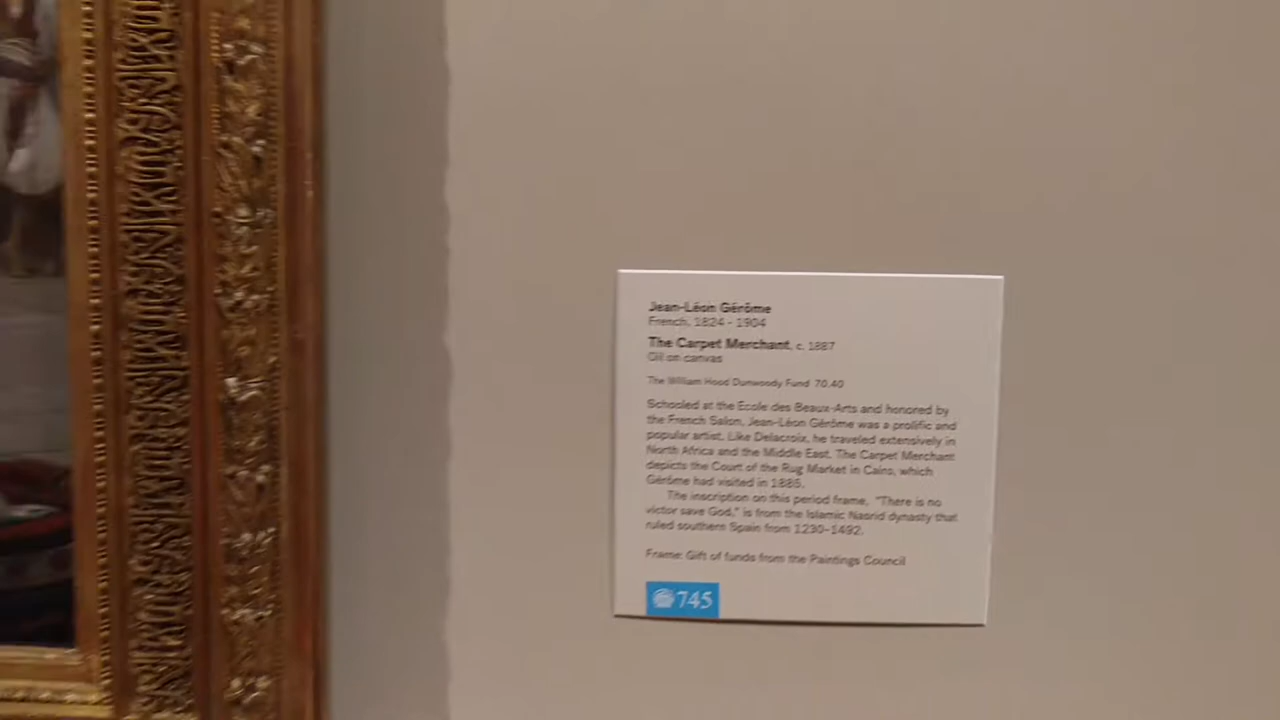 Jean-Léon Gérôme
French, 1824 - 1904
The Carpet Merchant, c. 1887
Oil on canvas
The William Hood Dunwoody Fund 70.40
Schooled at the Ecole des Beaux-Arts and honored by
the French Salon, Jean-Léon Gérôme was a prolific and
popular artist. Like Delacroix, he traveled extensively in
North Africa and the Middle East. The Carpet Merchant
depicts the Court of the Rug Market in Cairo, which
Gérôme had visited in 1885.
The inscription on this period frame, "There is no
victor save God," is from the Islamic Nasrid dynasty that
ruled southern Spain from 1230–1492.
Frame: Gift of funds from the Paintings Council
745